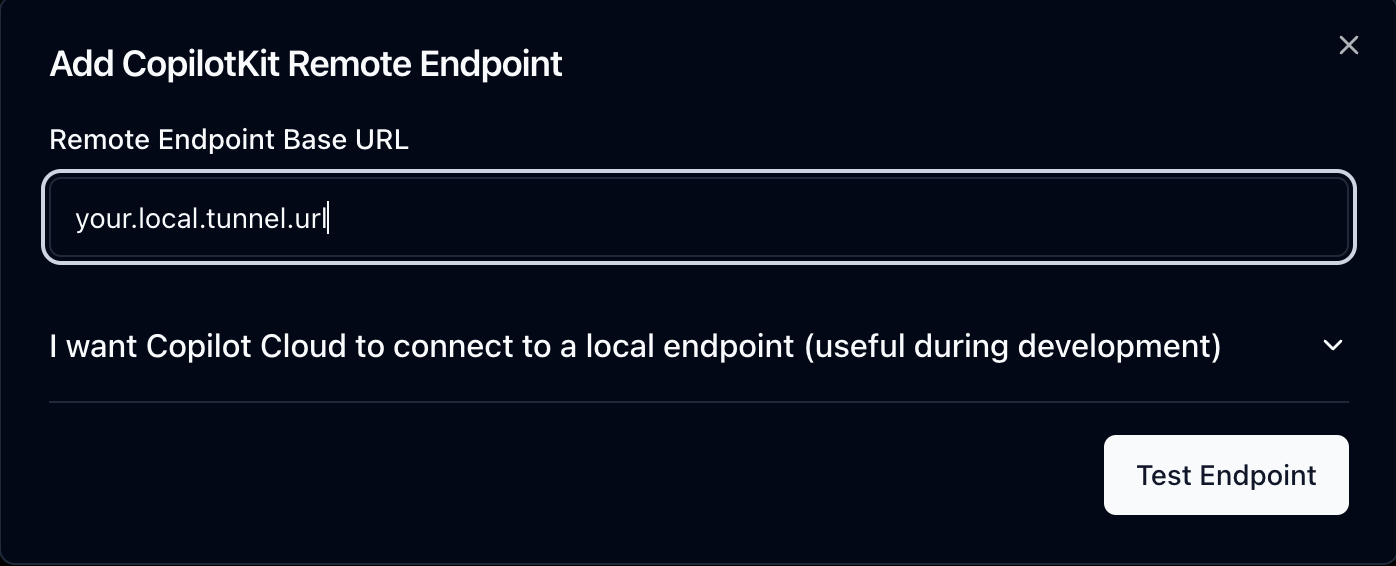 Add CopilotKit Remote Endpoint
Remote Endpoint Base URL
your.local.tunnel.url
I want Copilot Cloud to connect to a local endpoint (useful during development)
Test Endpoint